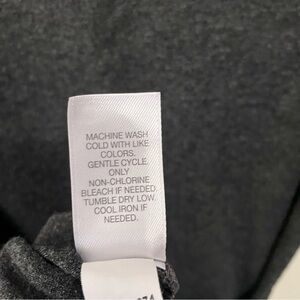 MACHINE WASH
COLD WITH LIKE
COLORS.
GENTLE CYCLE.
ONLY
NON-CHLORINE
BLEACH IF NEEDED.
TUMBLE DRY LOW.
COOL IRON IF
NEEDED.